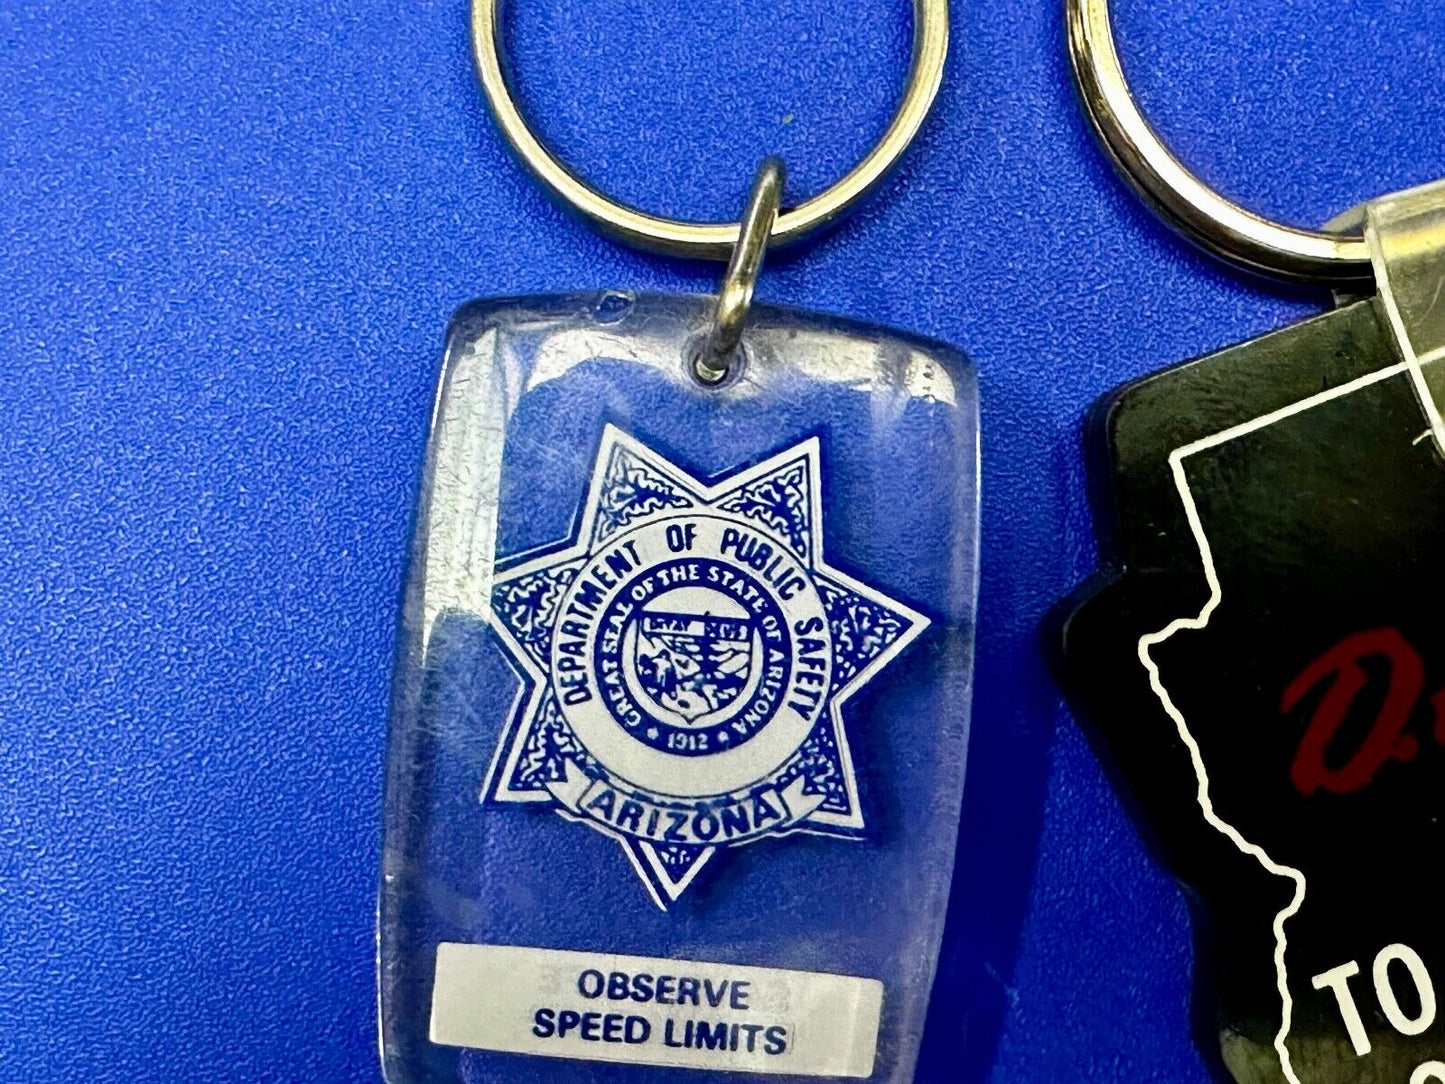 DEPARTMENT OF PUBLIC SAFETY
GREAT SEAL OF THE STATE OF ARIZONA
★ 1912 ★
ARIZONA
OBSERVE
SPEED LIMITS
D.
TO